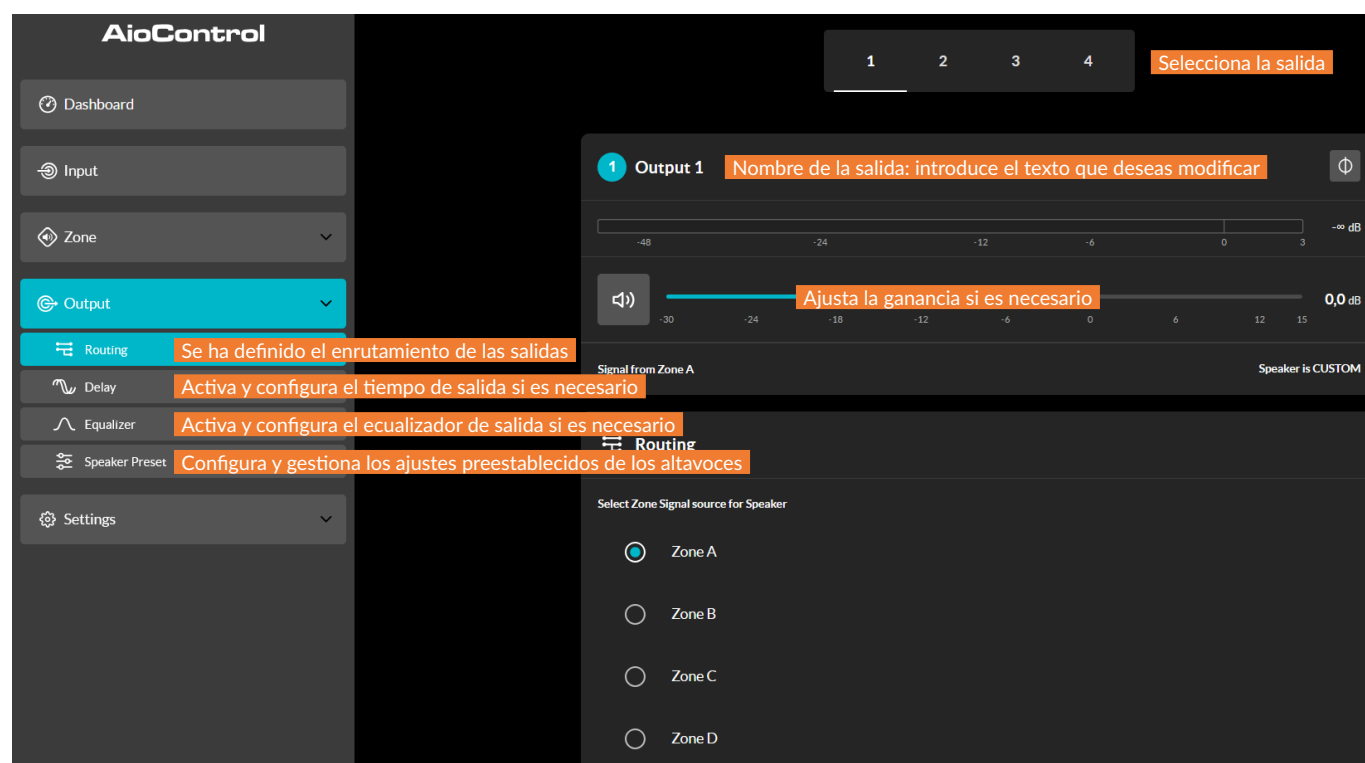 AioControl
Dashboard
Input
Zone
Output
Routing
Se ha definido el enrutamiento de las salidas
Delay
Activa y configura el tiempo de salida si es necesario
Equalizer
Activa y configura el ecualizador de salida si es necesario
Speaker Preset
Configura y gestiona los ajustes preestablecidos de los altavoces
Settings
1 2 3 4
Selecciona la salida
1 Output 1
Nombre de la salida: introduce el texto que deseas modificar
-∞ dB
-48 -24 -12 -6 0 3
Ajusta la ganancia si es necesario
0,0 dB
-30 -24 -18 -12 -6 0 6 12 15
Signal from Zone A
Speaker is CUSTOM
Routing
Select Zone Signal source for Speaker
Zone A
Zone B
Zone C
Zone D